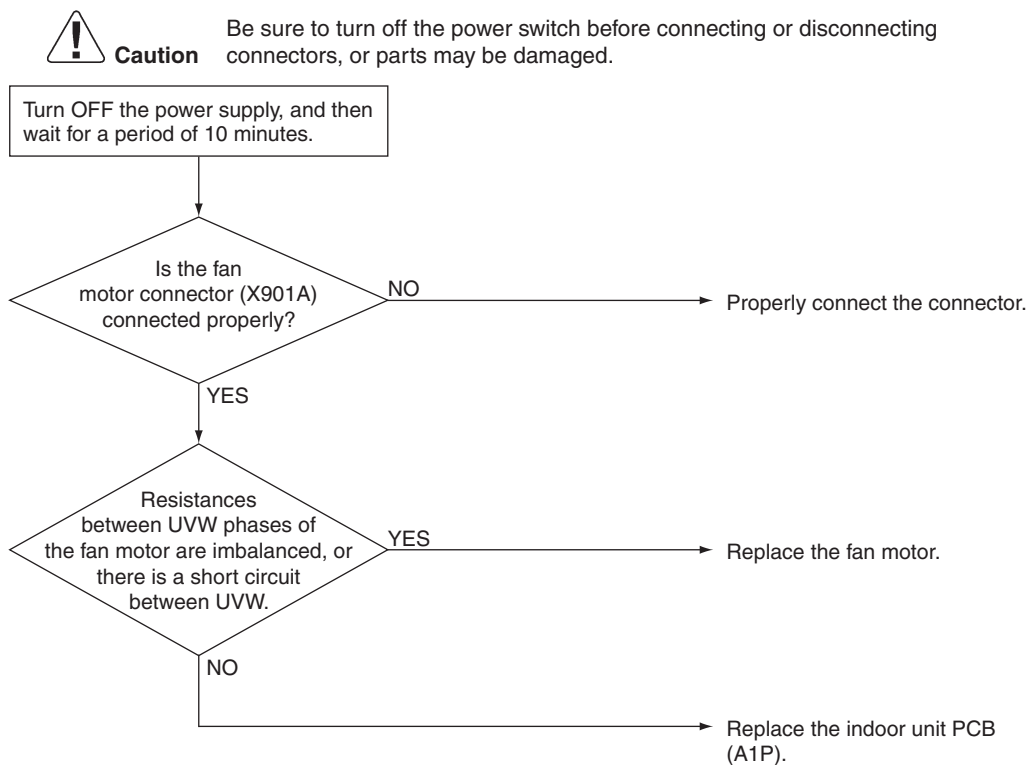 Caution
Be sure to turn off the power switch before connecting or disconnecting
connectors, or parts may be damaged.
Turn OFF the power supply, and then
wait for a period of 10 minutes.
Is the fan
motor connector (X901A)
connected properly?
NO
Properly connect the connector.
YES
Resistances
between UVW phases of
the fan motor are imbalanced, or
there is a short circuit
between UVW.
YES
Replace the fan motor.
NO
Replace the indoor unit PCB
(A1P).